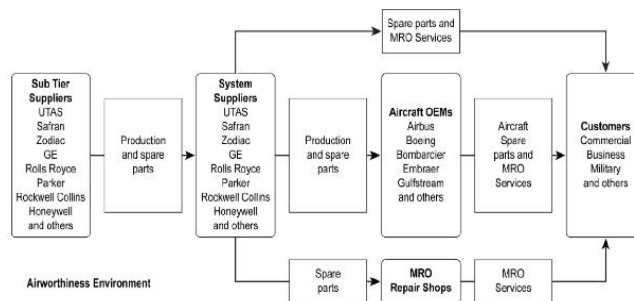 Spare parts and
MRO Services
Sub Tier
Suppliers
UTAS
Safran
Zodiac
GE
Rolls Royce
Parker
Rockwell Collins
Honeywell
and others
Production
and spare
parts
System
Suppliers
UTAS
Safran
Zodiac
GE
Rolls Royce
Parker
Rockwell Collins
Honeywell
and others
Production
and spare
parts
Aircraft OEMs
Airbus
Boeing
Bombarcier
Embraer
Gulfstream
and others
Aircraft
Spare
parts and
MRO
Services
Customers
Commercial
Business
Military
and others
Airworthiness Environment
Spare
parts
MRO
Repair Shops
MRO
Services